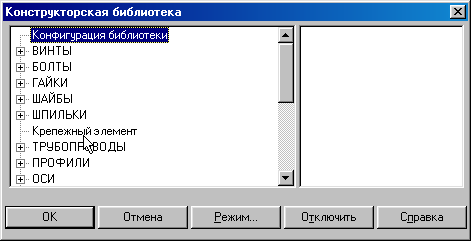 Конструкторская библиотека
Конфигурация библиотеки
ВИНТЫ
БОЛТЫ
ГАЙКИ
ШАЙБЫ
ШПИЛЬКИ
Крепежный элемент
ТРУБОПРОВОДЫ
ПРОФИЛИ
ОСИ
OK Отмена Режим... Отключить Справка